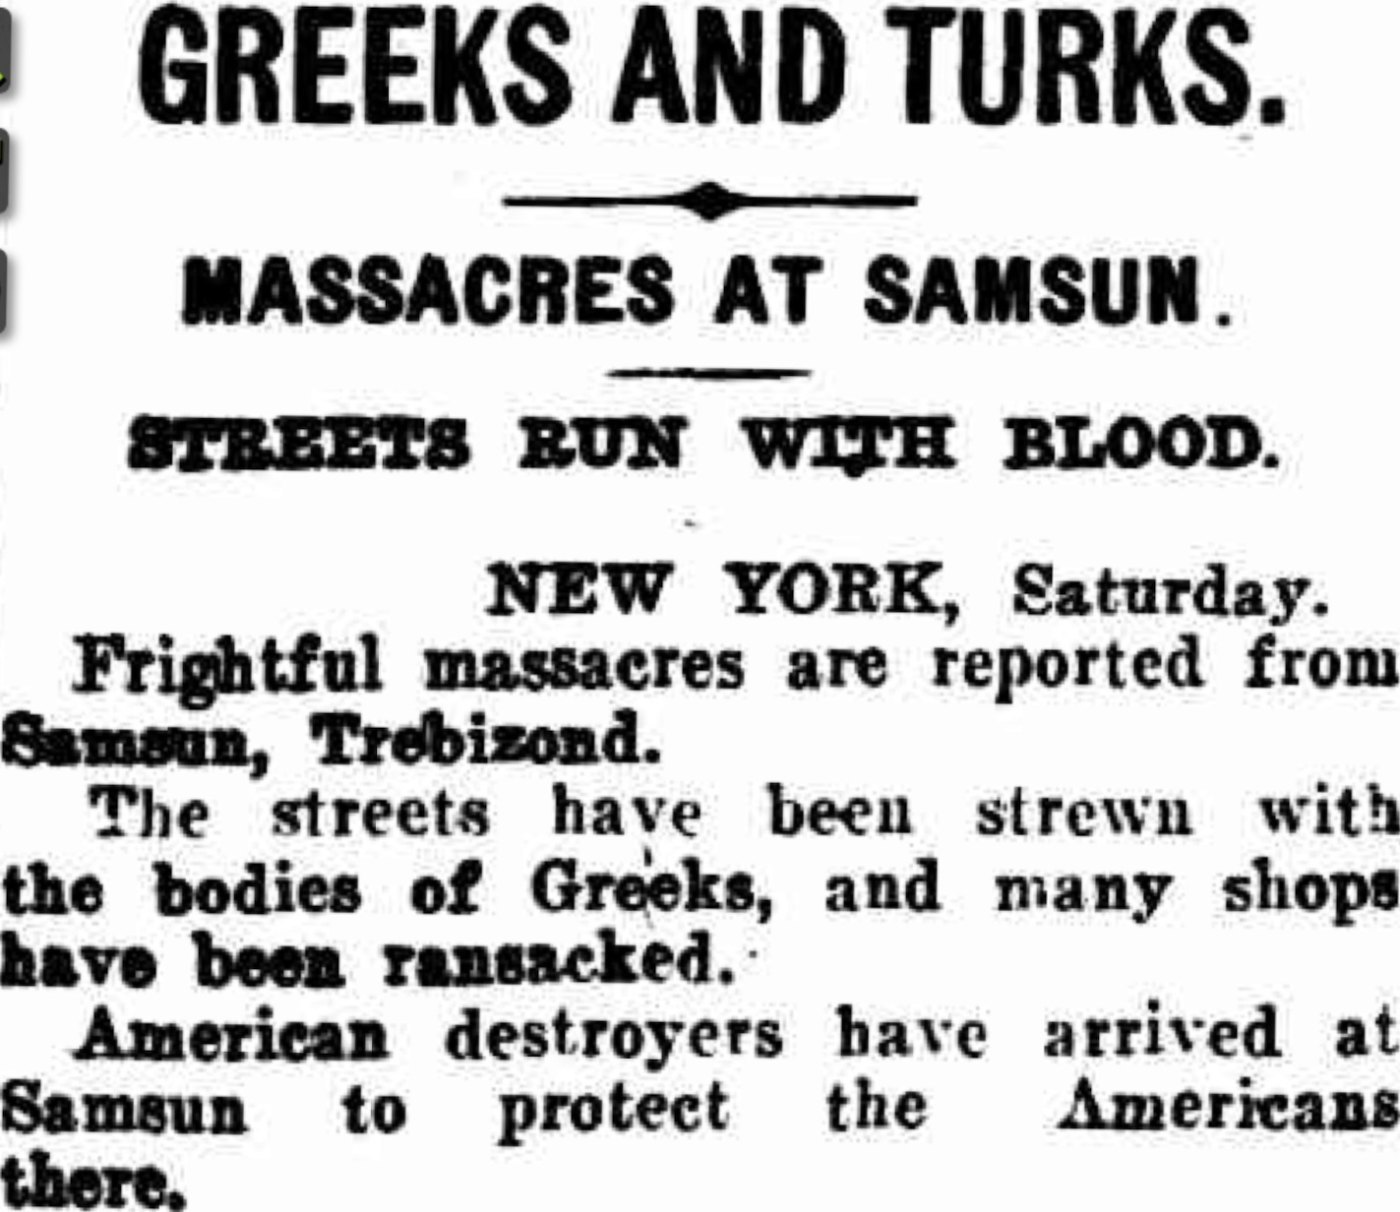 GREEKS AND TURKS.
MASSACRES AT SAMSUN.
STREETS RUN WITH BLOOD.
NEW YORK, Saturday.
Frightful massacres are reported from
Samsun, Trebizond.
The streets have been strewn with
the bodies of Greeks, and many shops
have been ransacked.
American destroyers have arrived at
Samsun to protect the Americans
there.